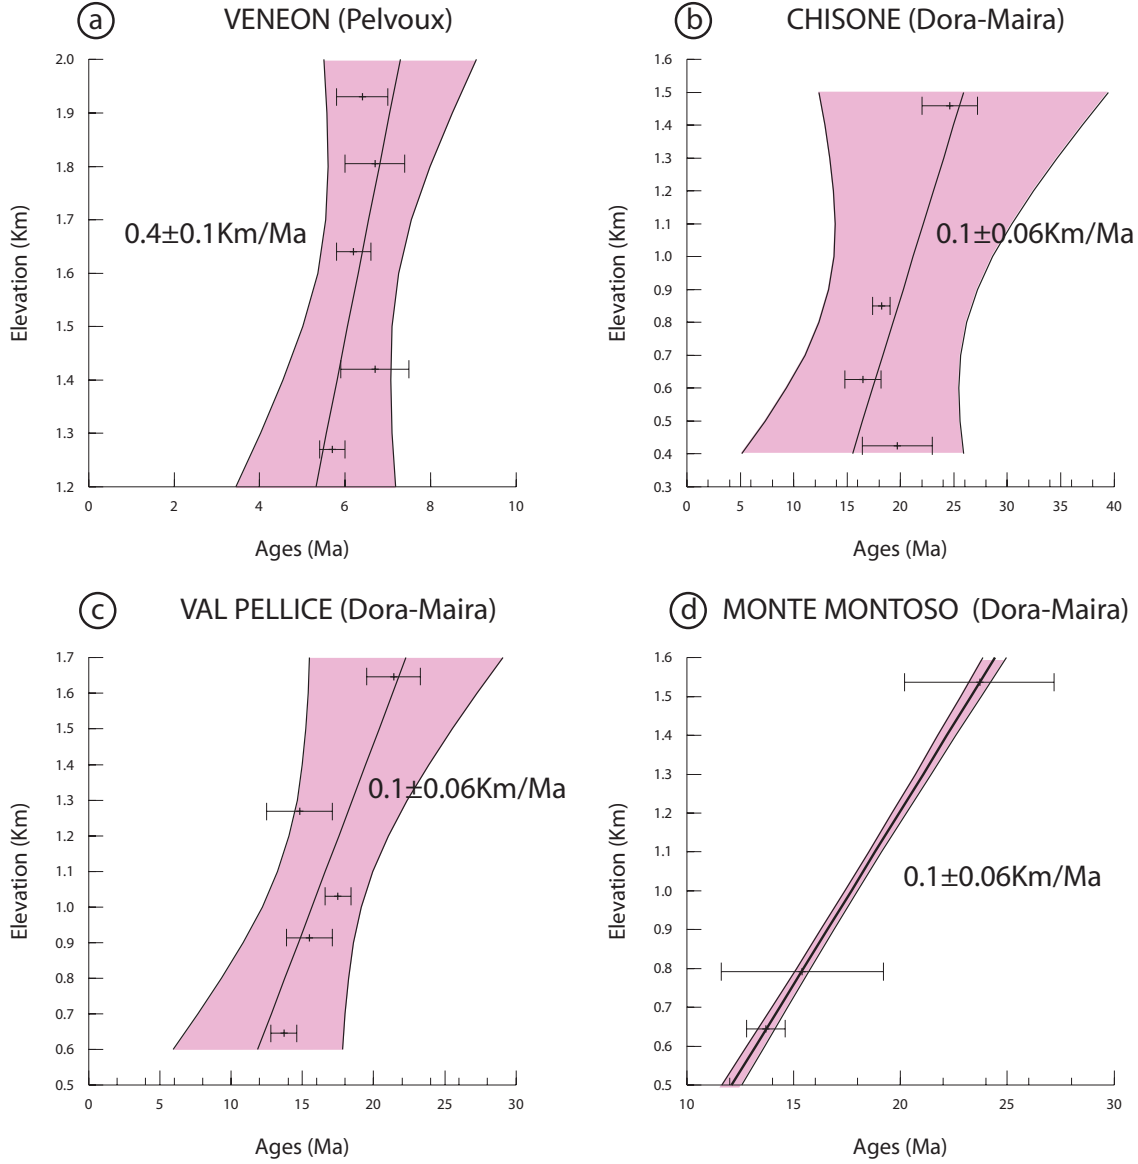 a VENEON (Pelvoux)
2.0
1.9
1.8
1.7
1.6
1.5
1.4
1.3
1.2
Elevation (Km)
0.4±0.1Km/Ma
0 2 4 6 8 10
Ages (Ma)
b CHISONE (Dora-Maira)
1.6
1.5
1.4
1.3
1.2
1.1
1.0
0.9
0.8
0.7
0.6
0.5
0.4
0.3
Elevation (Km)
0.1±0.06Km/Ma
0 5 10 15 20 25 30 35 40
Ages (Ma)
c VAL PELLICE (Dora-Maira)
1.7
1.6
1.5
1.4
1.3
1.2
1.1
1.0
0.9
0.8
0.7
0.6
0.5
Elevation (Km)
0.1±0.06Km/Ma
0 5 10 15 20 25 30
Ages (Ma)
d MONTE MONTOSO (Dora-Maira)
1.6
1.5
1.4
1.3
1.2
1.1
1.0
0.9
0.8
0.7
0.6
0.5
Elevation (Km)
0.1±0.06Km/Ma
10 15 20 25 30
Ages (Ma)